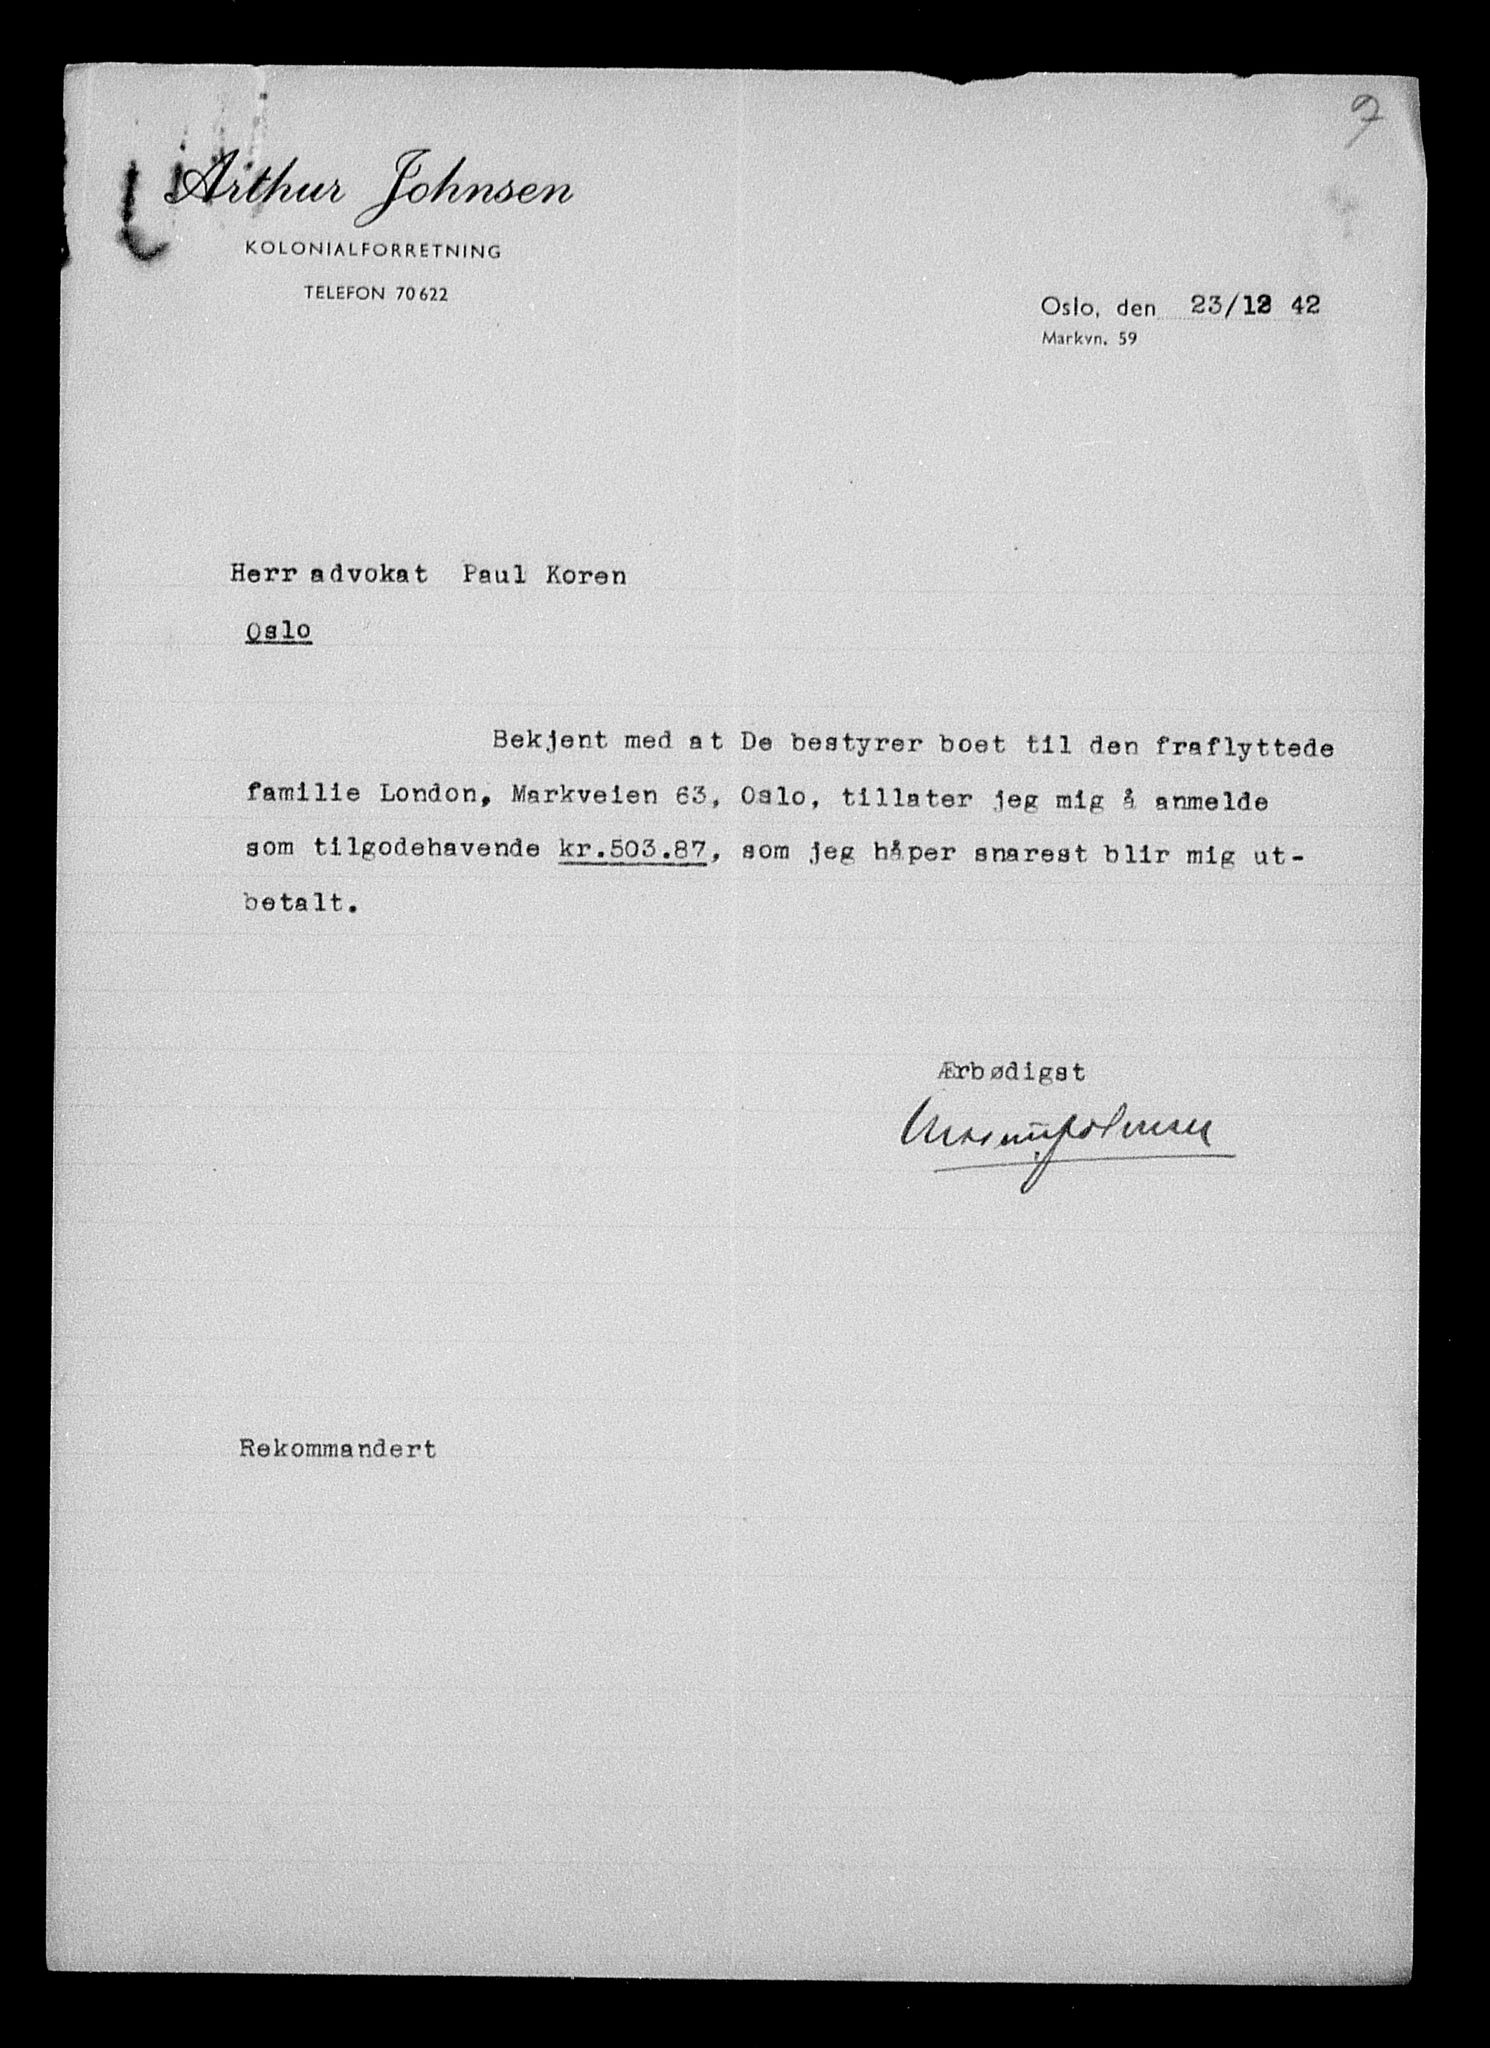 9
Arthur Johnsen
KOLONIALFORRETNING
TELEFON 70622
Oslo, den 23/12 42
Markvn. 59
Herr advokat Paul Koren
Oslo
Bekjent med at De bestyrer boet til den fraflyttede
familie London, Markveien 63, Oslo, tillater jeg mig å anmelde
som tilgodehavende kr.503.87, som jeg håper snarest blir mig ut-
betalt.
Ærbødigst
Arthur Johnsen
Rekommandert